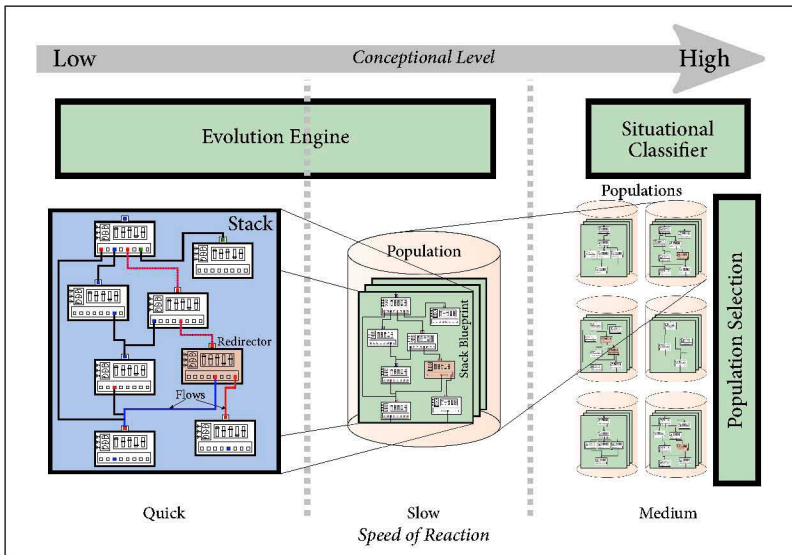 Low
Conceptional Level
High
Evolution Engine
Situational
Classifier
Stack
Redirector
Flows
Population
Stack Blueprint
Populations
Population Selection
Quick
Slow
Medium
Speed of Reaction